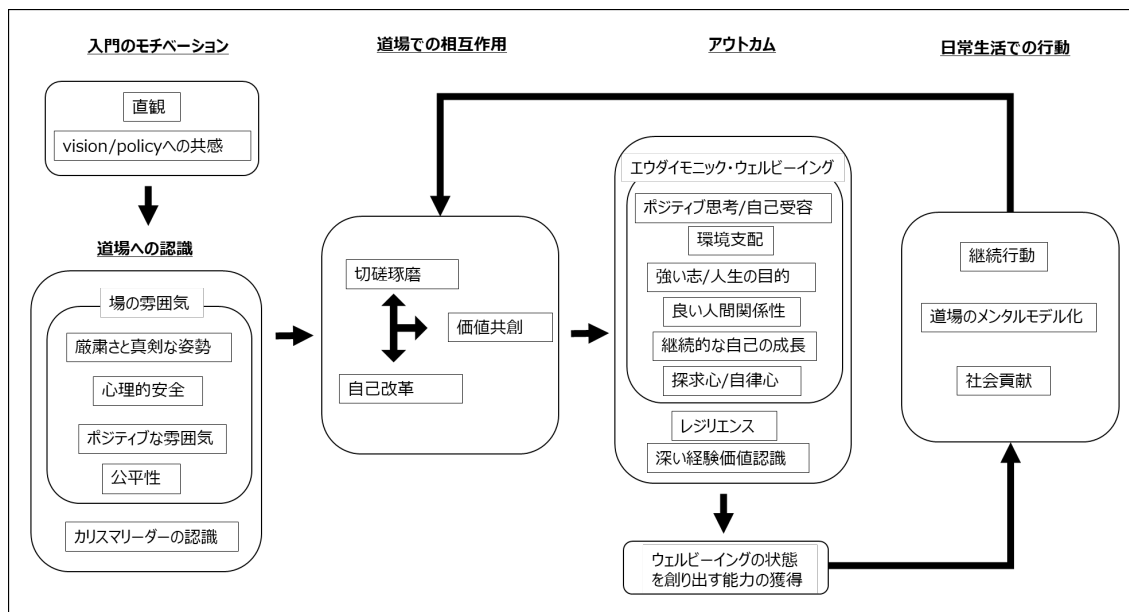 入門のモチベーション
直観
vision/policyへの共感
道場への認識
場の雰囲気
厳粛さと真剣な姿勢
心理的安全
ポジティブな雰囲気
公平性
カリスマリーダーの認識
道場での相互作用
切磋琢磨
価値共創
自己改革
アウトカム
エウダイモニック・ウェルビーイング
ポジティブ思考/自己受容
環境支配
強い志/人生の目的
良い人間関係性
継続的な自己の成長
探求心/自律心
レジリエンス
深い経験価値認識
ウェルビーイングの状態
を創り出す能力の獲得
日常生活での行動
継続行動
道場のメンタルモデル化
社会貢献